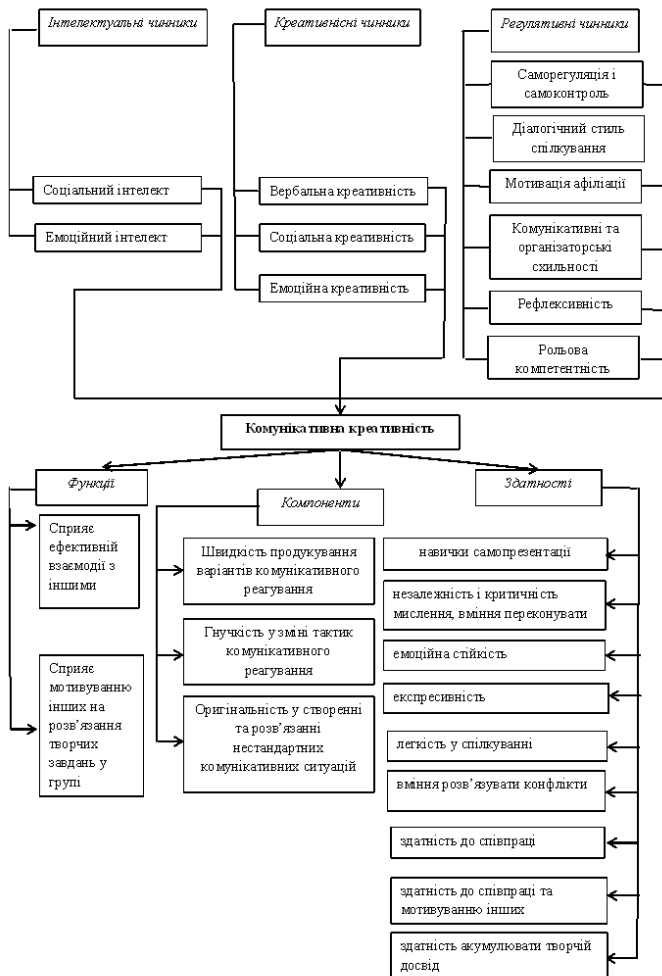 Інтелектуальні чинники
Креативнісні чинники
Регулятивні чинники
Саморегуляція і
самоконтроль
Діалогічний стиль
спілкування
Соціальний інтелект
Вербальна креативність
Мотивація афіліації
Емоційний інтелект
Соціальна креативність
Комунікативні та
організаторські
схильності
Емоційна креативність
Рефлексивність
Рольова
компетентність
Комунікативна креативність
Функції
Компоненти
Здатності
Сприяє
ефективній
взаємодії з
іншими
Сприяє
мотивуванню
інших на
розв’язання
творчих
завдань у
групі
Швидкість продукування
варіантів комунікативного
реагування
Гнучкість у зміні тактик
комунікативного
реагування
Оригінальність у створенні
та розв’язанні
нестандартних
комунікативних ситуацій
навички самопрезентації
незалежність і критичність
мислення, вміння переконувати
емоційна стійкість
експресивність
легкість у спілкуванні
вміння розв’язувати конфлікти
здатність до співпраці
здатність до співпраці та
мотивуванню інших
здатність акумулювати творчій
досвід